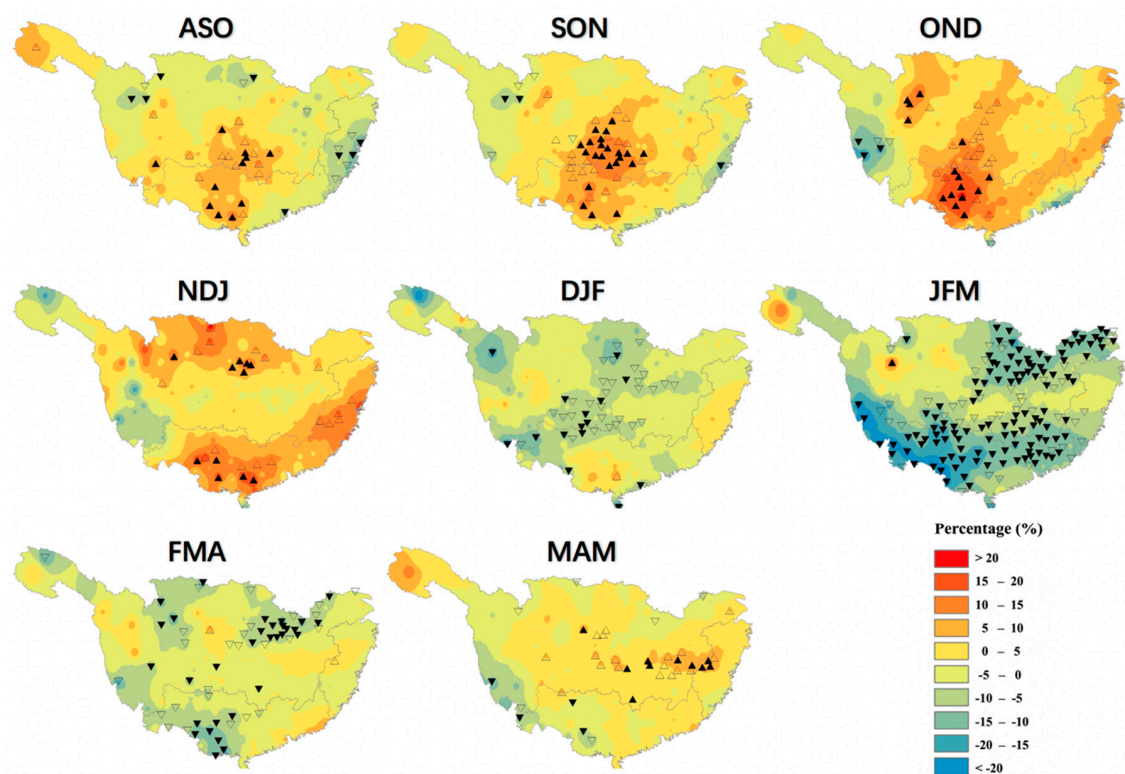 ASO
SON
OND
NDJ
DJF
JFM
FMA
MAM
Percentage (%)
> 20
15 – 20
10 – 15
5 – 10
0 – 5
-5 – 0
-10 – -5
-15 – -10
-20 – -15
< -20